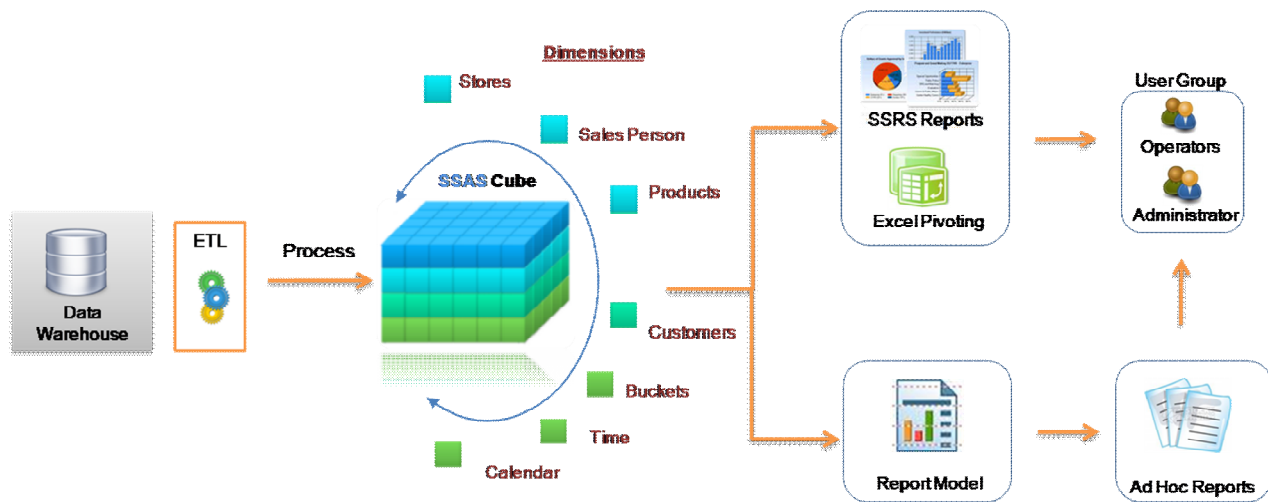 Data
Warehouse
ETL
Process
SSAS Cube
Dimensions
Stores
Sales Person
Products
Customers
Buckets
Time
Calendar
SSRS Reports
Excel Pivoting
User Group
Operators
Administrator
Report Model
Ad Hoc Reports